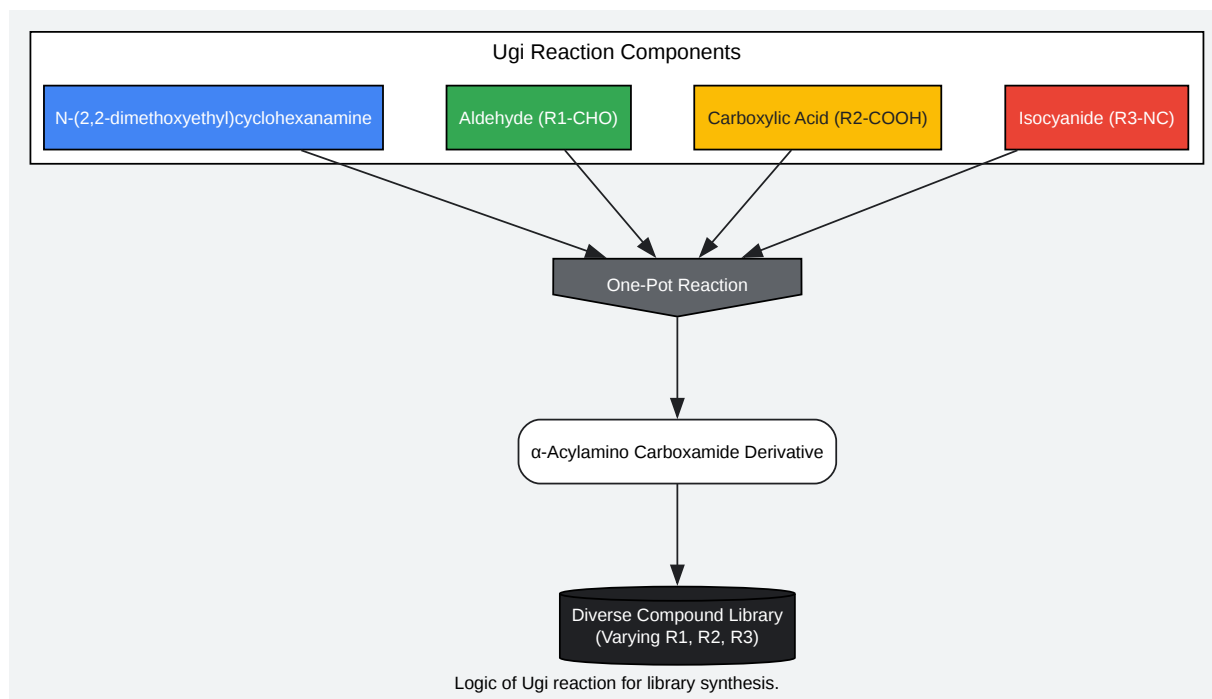 Ugi Reaction Components
N-(2,2-dimethoxyethyl)cyclohexanamine
Aldehyde (R1-CHO)
Carboxylic Acid (R2-COOH)
Isocyanide (R3-NC)
One-Pot Reaction
α-Acylamino Carboxamide Derivative
Diverse Compound Library
(Varying R1, R2, R3)
Logic of Ugi reaction for library synthesis.